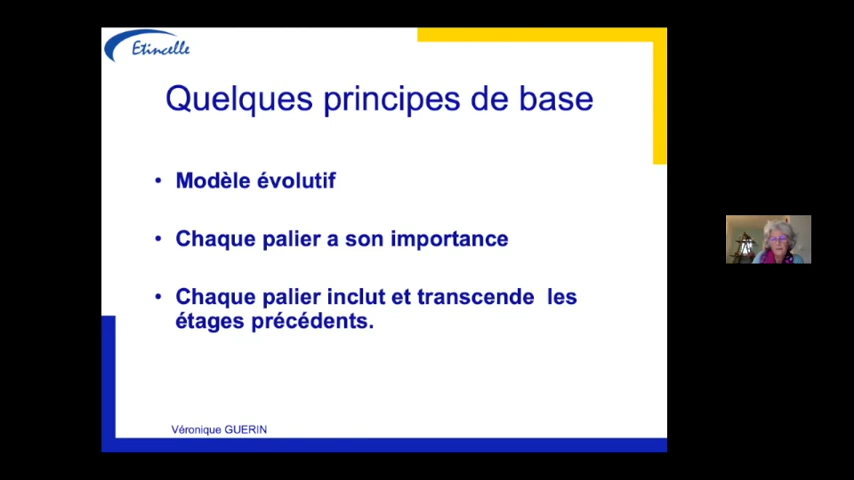 Etincelle
Quelques principes de base
• Modèle évolutif
• Chaque palier a son importance
• Chaque palier inclut et transcende les
étages précédents.
Véronique GUERIN